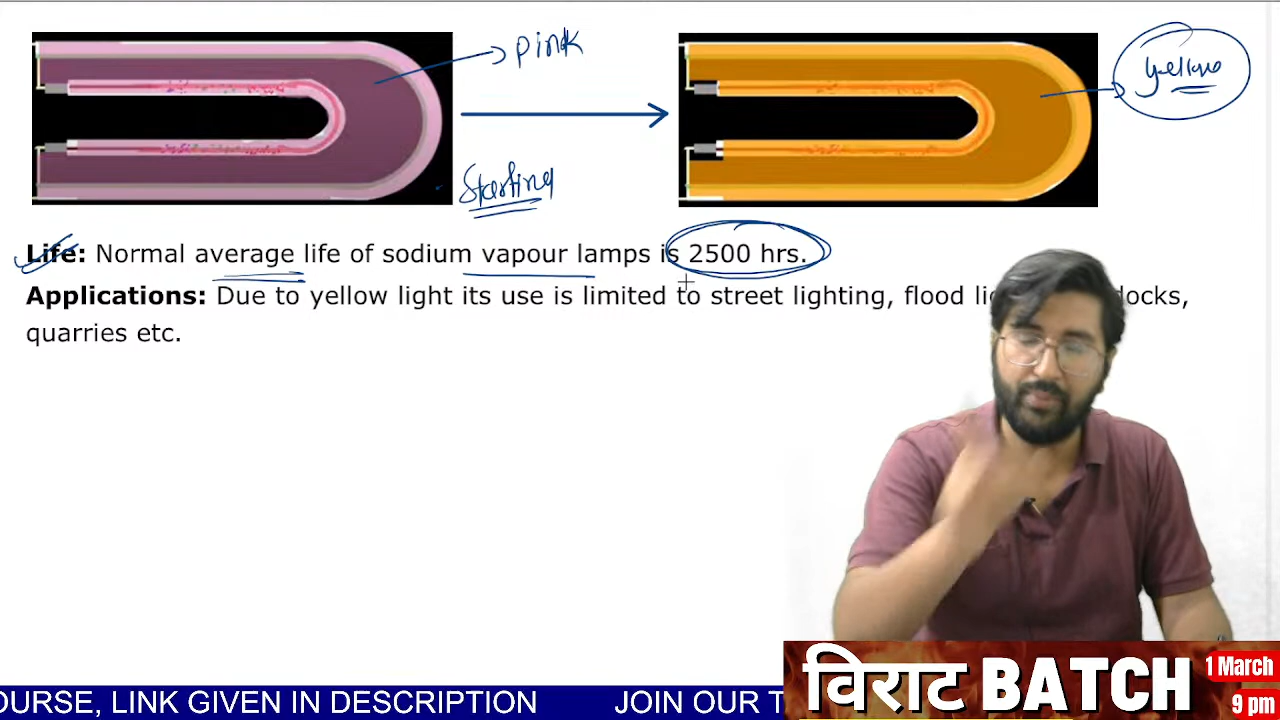 pink
yellow
Starting
Life: Normal average life of sodium vapour lamps is 2500 hrs.
Applications: Due to yellow light its use is limited to street lighting, flood docks,
quarries etc.
विराट BATCH
1 March
9 pm
OURSE, LINK GIVEN IN DESCRIPTION JOIN OUR T